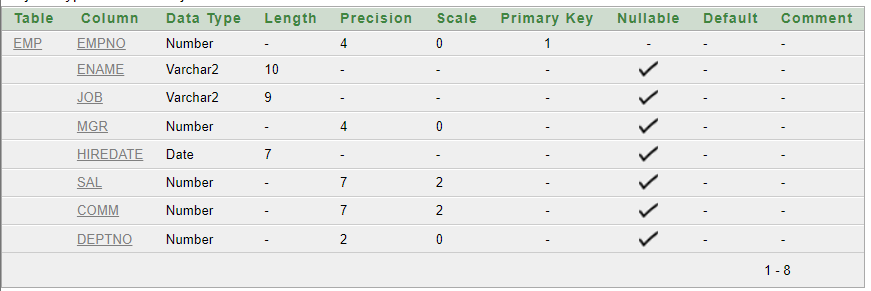 Table Column Data Type Length Precision Scale Primary Key Nullable Default Comment
EMP EMPNO Number - 4 0 1 - - -
ENAME Varchar2 10 - - - ✓ - -
JOB Varchar2 9 - - - ✓ - -
MGR Number - 4 0 - ✓ - -
HIREDATE Date 7 - - - ✓ - -
SAL Number - 7 2 - ✓ - -
COMM Number - 7 2 - ✓ - -
DEPTNO Number - 2 0 - ✓ - -
1 - 8